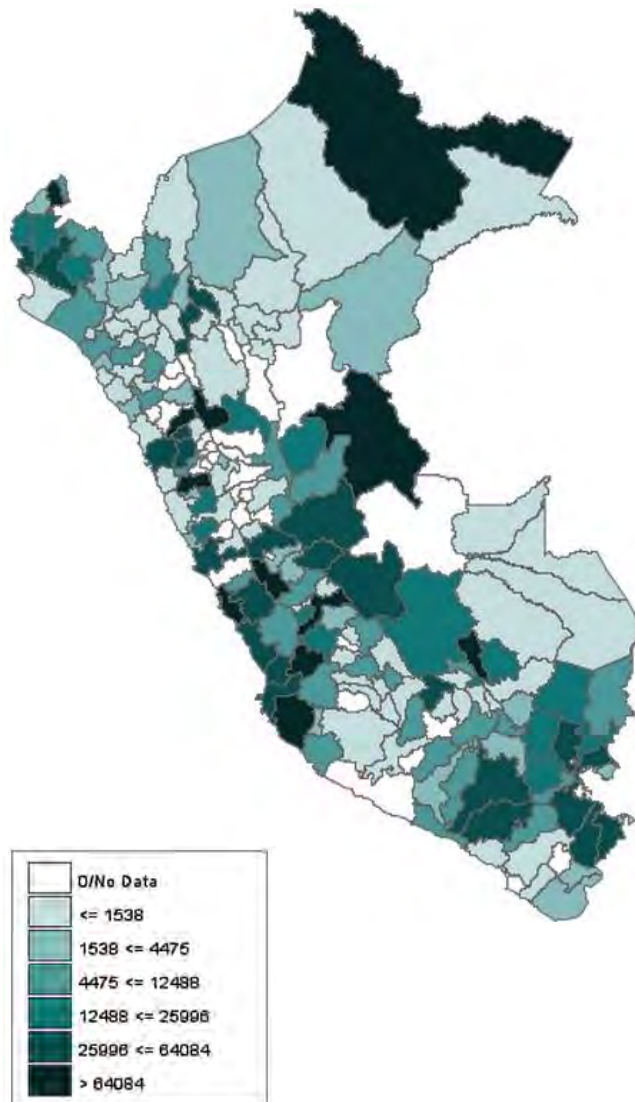 0/No Data
<= 1538
1538 <= 4475
4475 <= 12488
12488 <= 25996
25996 <= 64084
> 64084